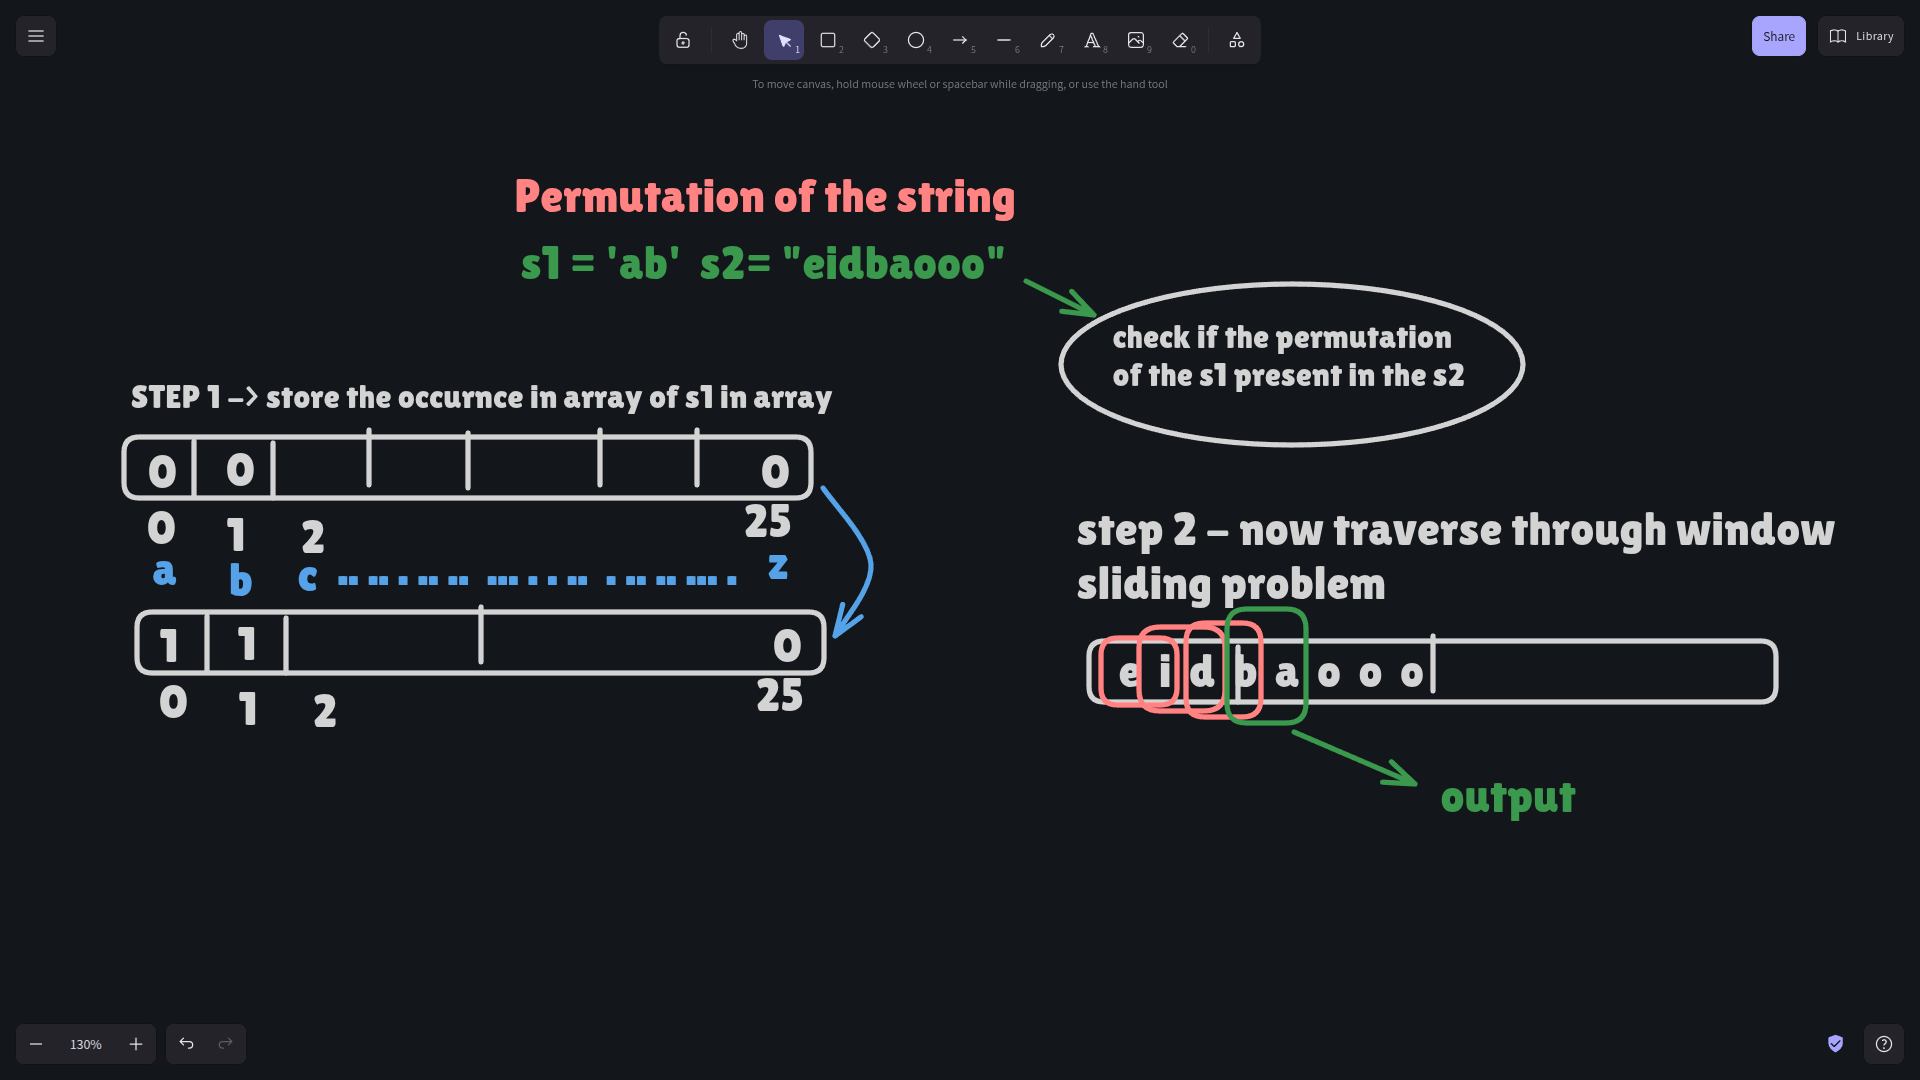 1 2 3 4 5 6 7 8 9 0
Share
Library
To move canvas, hold mouse wheel or spacebar while dragging, or use the hand tool
Permutation of the string
s1 = 'ab' s2= "eidbaooo"
check if the permutation
of the s1 present in the s2
STEP 1 –> store the occurnce in array of s1 in array
0 0 0
0 1 2 25
a b c .. .. . .. .. ... . . .. . .. .. ... . z
1 1 0
0 1 2 25
step 2 – now traverse through window
sliding problem
e i d b a o o o
output
130%